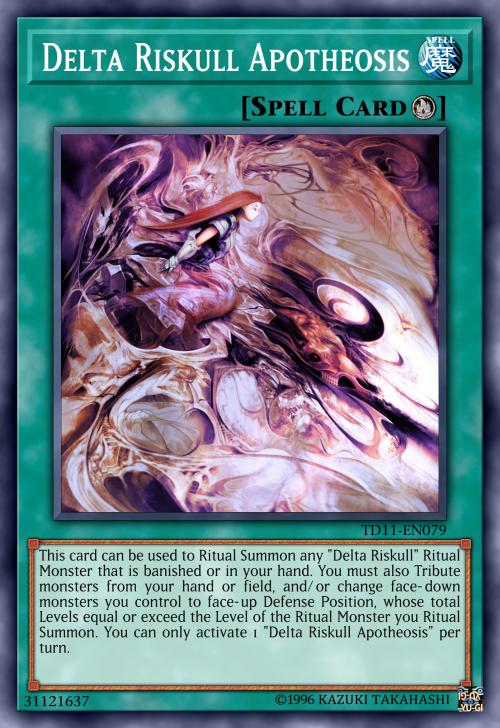 DELTA RISKULL APOTHEOSIS
SPELL
魔
[SPELL CARD]
TD11-EN079
This card can be used to Ritual Summon any "Delta Riskull" Ritual
Monster that is banished or in your hand. You must also Tribute
monsters from your hand or field, and/or change face-down
monsters you control to face-up Defense Position, whose total
Levels equal or exceed the Level of the Ritual Monster you Ritual
Summon. You can only activate 1 "Delta Riskull Apotheosis" per
turn.
31121637
©1996 KAZUKI TAKAHASHI